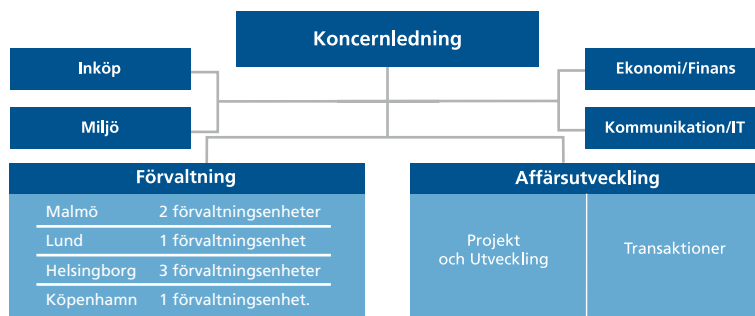 Koncernledning
Inköp
Ekonomi/Finans
Miljö
Kommunikation/IT
Förvaltning
Malmö 2 förvaltningsenheter
Lund 1 förvaltningsenhet
Helsingborg 3 förvaltningsenheter
Köpenhamn 1 förvaltningsenhet.
Affärsutveckling
Projekt
och Utveckling
Transaktioner